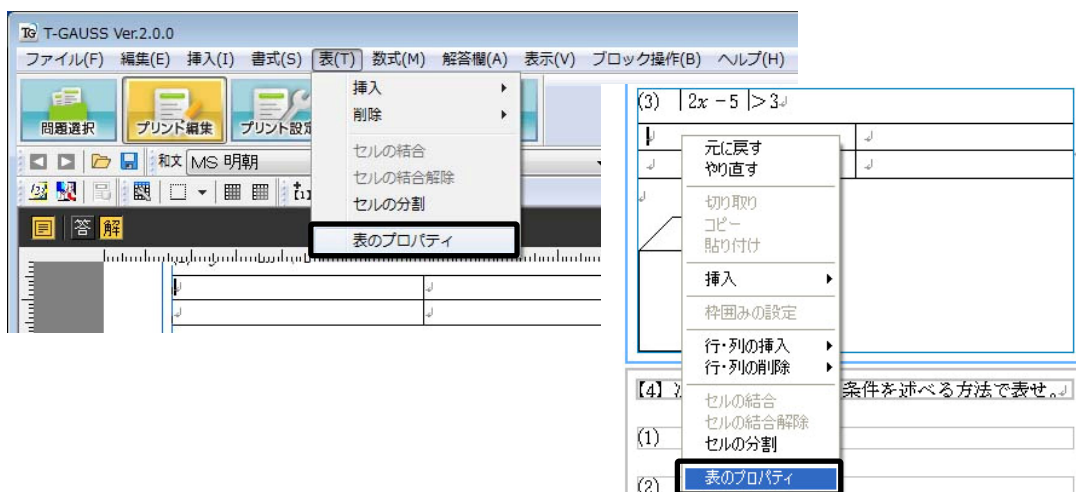 T-GAUSS Ver.2.0.0
ファイル(F) 編集(E) 挿入(I) 書式(S) 表(T) 数式(M) 解答欄(A) 表示(V) ブロック操作(B) ヘルプ(H)
問題選択 プリント編集 プリント設定
和文 MS 明朝
答 解
挿入
削除
セルの結合
セルの結合解除
セルの分割
表のプロパティ
(3) | 2x − 5 |> 3
元に戻す
やり直す
切り取り
コピー
貼り付け
挿入
枠囲みの設定
行・列の挿入
行・列の削除
セルの結合
セルの結合解除
セルの分割
表のプロパティ
【4】 条件を述べる方法で表せ。
(1)
(2)